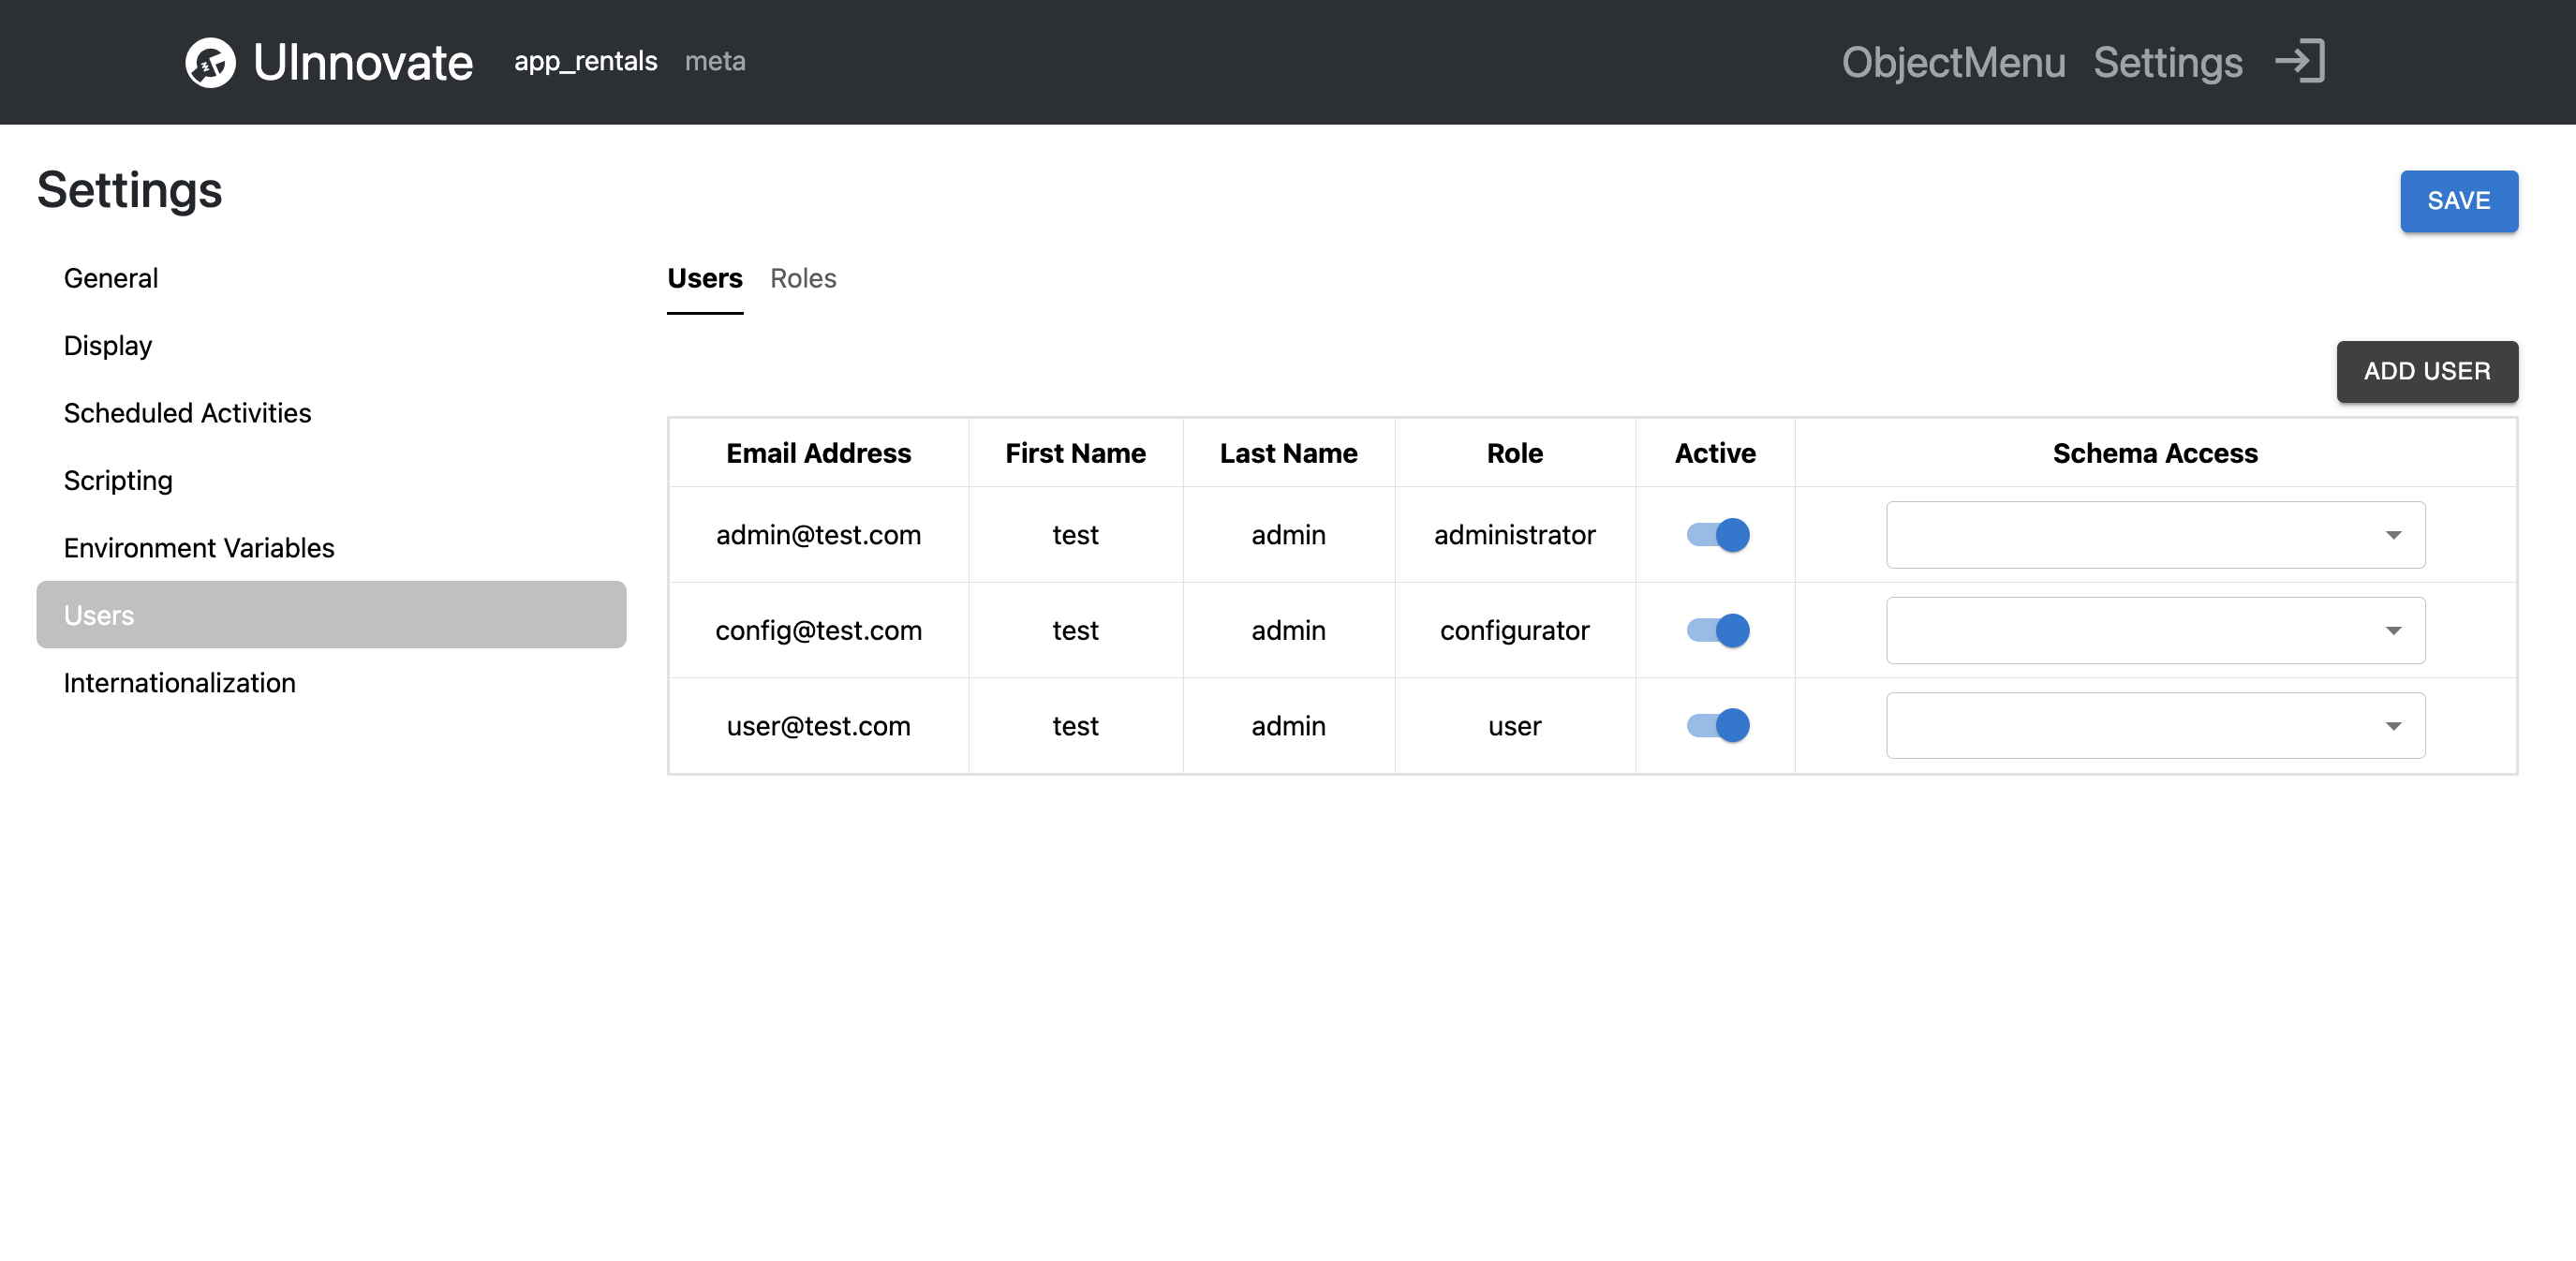 UInnovate app_rentals meta ObjectMenu Settings
Settings
SAVE
General
Display
Scheduled Activities
Scripting
Environment Variables
Users
Internationalization
Users Roles
ADD USER
Email Address First Name Last Name Role Active Schema Access
admin@test.com test admin administrator
config@test.com test admin configurator
user@test.com test admin user